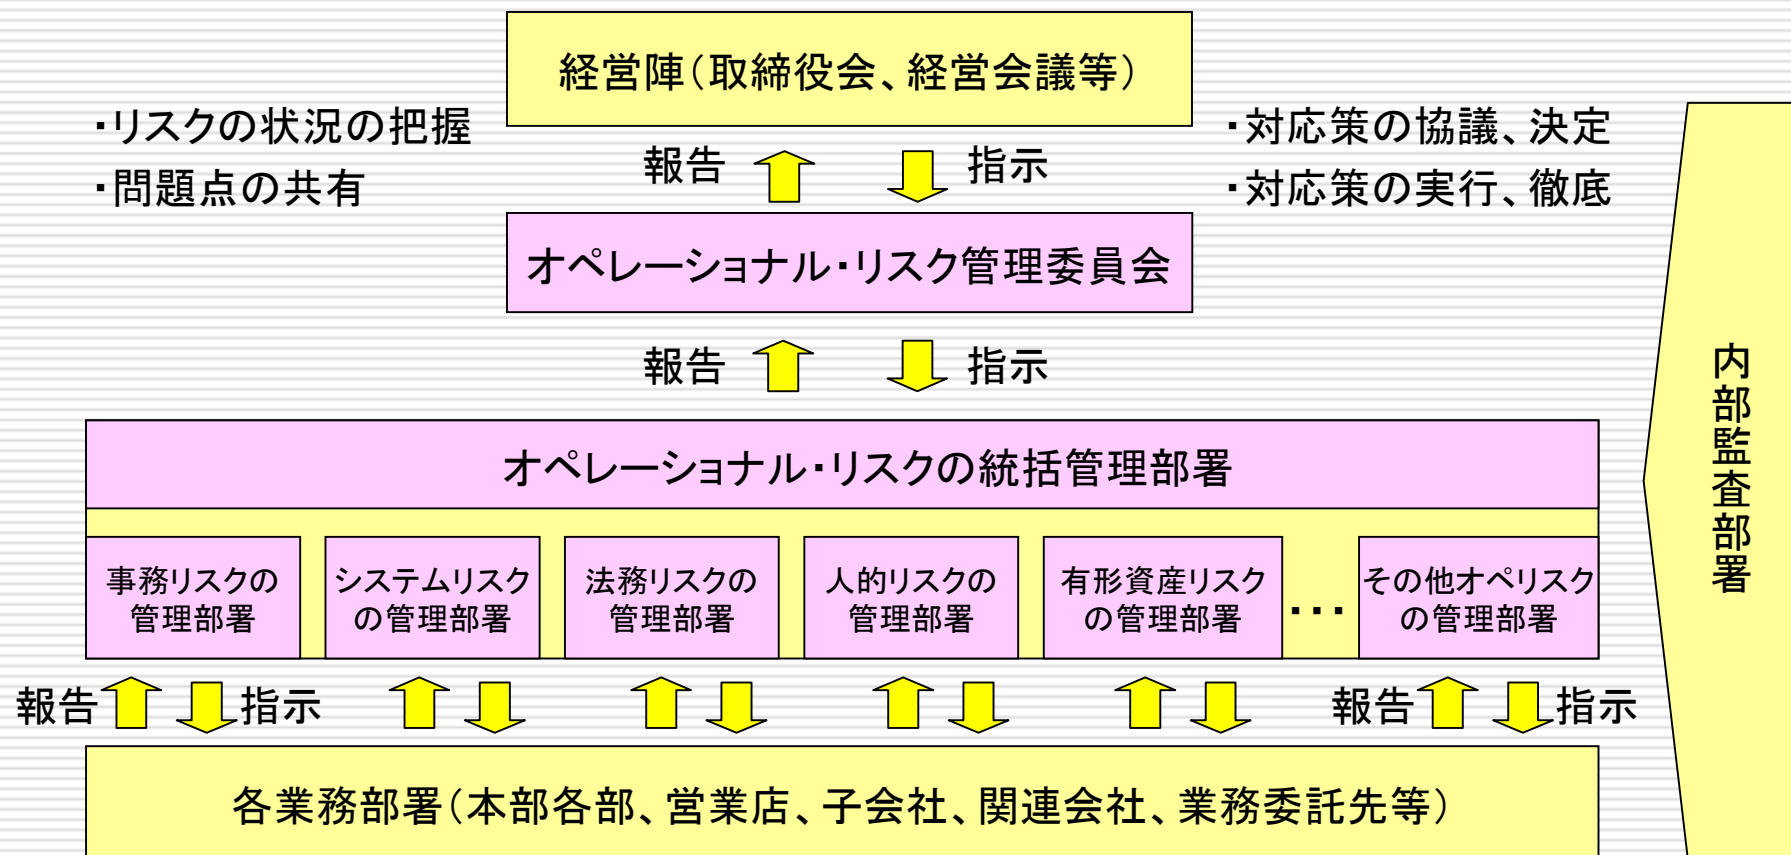 経営陣(取締役会、経営会議等)
・リスクの状況の把握
・問題点の共有
・対応策の協議、決定
・対応策の実行、徹底
報告
指示
オペレーショナル・リスク管理委員会
報告
指示
オペレーショナル・リスクの統括管理部署
事務リスクの
管理部署
システムリスク
の管理部署
法務リスクの
管理部署
人的リスクの
管理部署
有形資産リスク
の管理部署
・・・
その他オペリスク
の管理部署
報告
指示
報告
指示
各業務部署(本部各部、営業店、子会社、関連会社、業務委託先等)
内部監査部署